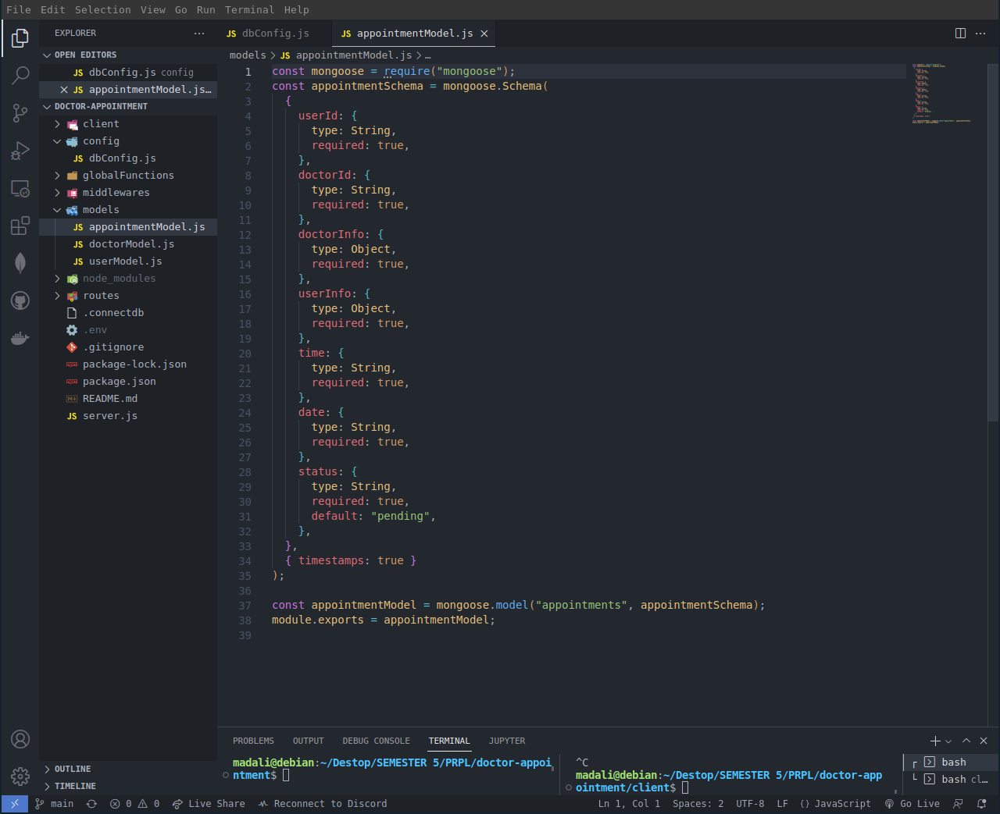 File Edit Selection View Go Run Terminal Help
EXPLORER
OPEN EDITORS
JS dbConfig.js config
JS appointmentModel.js...
DOCTOR-APPOINTMENT
client
config
JS dbConfig.js
globalFunctions
middlewares
models
JS appointmentModel.js
JS doctorModel.js
JS userModel.js
node_modules
routes
.connectdb
.env
.gitignore
package-lock.json
package.json
README.md
JS server.js
OUTLINE
TIMELINE
JS dbConfig.js
JS appointmentModel.js
models > JS appointmentModel.js > ...
1 const mongoose = require("mongoose");
2 const appointmentSchema = mongoose.Schema(
3 {
4 userId: {
5 type: String,
6 required: true,
7 },
8 doctorId: {
9 type: String,
10 required: true,
11 },
12 doctorInfo: {
13 type: Object,
14 required: true,
15 },
16 userInfo: {
17 type: Object,
18 required: true,
19 },
20 time: {
21 type: String,
22 required: true,
23 },
24 date: {
25 type: String,
26 required: true,
27 },
28 status: {
29 type: String,
30 required: true,
31 default: "pending",
32 },
33 },
34 { timestamps: true }
35 );
36
37 const appointmentModel = mongoose.model("appointments", appointmentSchema);
38 module.exports = appointmentModel;
39
PROBLEMS OUTPUT DEBUG CONSOLE TERMINAL JUPYTER
madali@debian:~/Destop/SEMESTER 5/PRPL/doctor-appoi
ntment$
^C
madali@debian:~/Destop/SEMESTER 5/PRPL/doctor-app
ointment/client$
bash
bash cl...
main 0 0 Live Share Reconnect to Discord Ln 1, Col 1 Spaces: 2 UTF-8 LF {} JavaScript Go Live